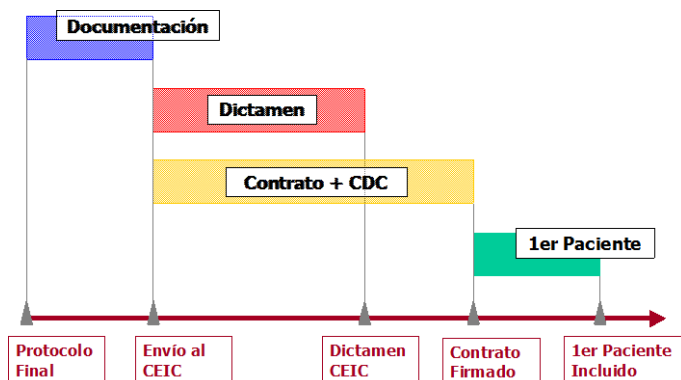 Documentación
Dictamen
Contrato + CDC
1er Paciente
Protocolo
Final
Envío al
CEIC
Dictamen
CEIC
Contrato
Firmado
1er Paciente
Incluido